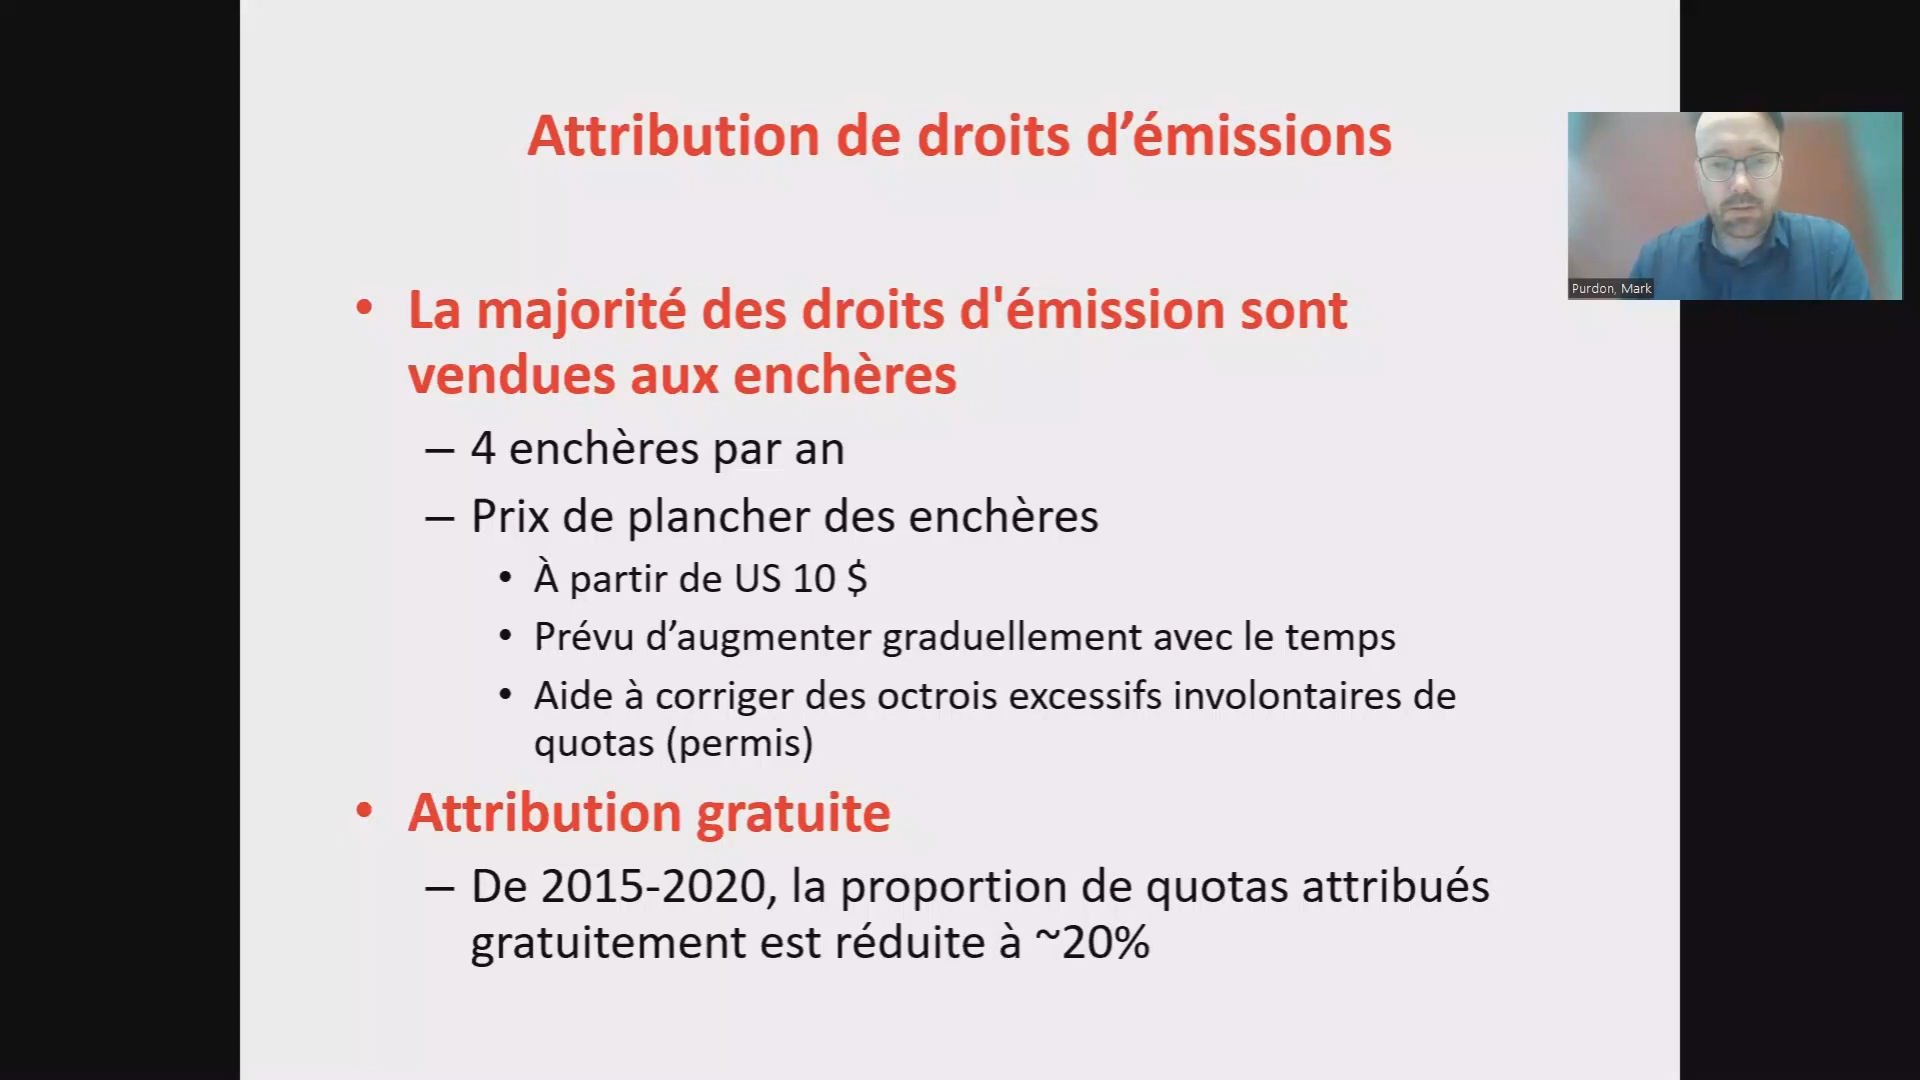 Attribution de droits d’émissions
Purdon, Mark
• La majorité des droits d'émission sont
vendues aux enchères
– 4 enchères par an
– Prix de plancher des enchères
• À partir de US 10 $
• Prévu d’augmenter graduellement avec le temps
• Aide à corriger des octrois excessifs involontaires de
quotas (permis)
• Attribution gratuite
– De 2015-2020, la proportion de quotas attribués
gratuitement est réduite à ~20%